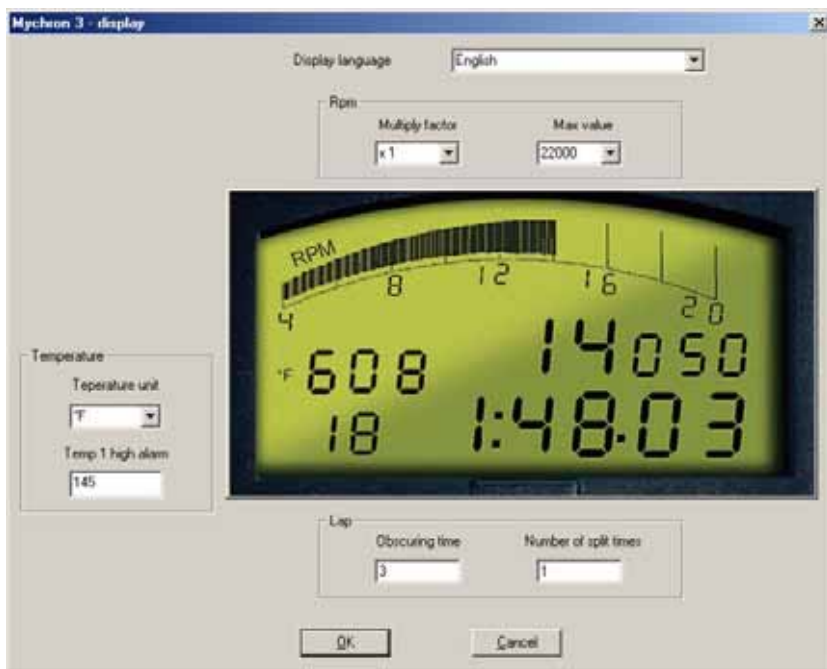 Mychron 3 - display
Display language
English
Rpm
Multiply factor
Max value
x 1
22000
RPM
4
8
12
16
20
°F 608
14050
18
1:48.03
Temperature
Teperature unit
°F
Temp 1 high alarm
145
Lap
Obscuring time
Number of split times
3
1
OK
Cancel